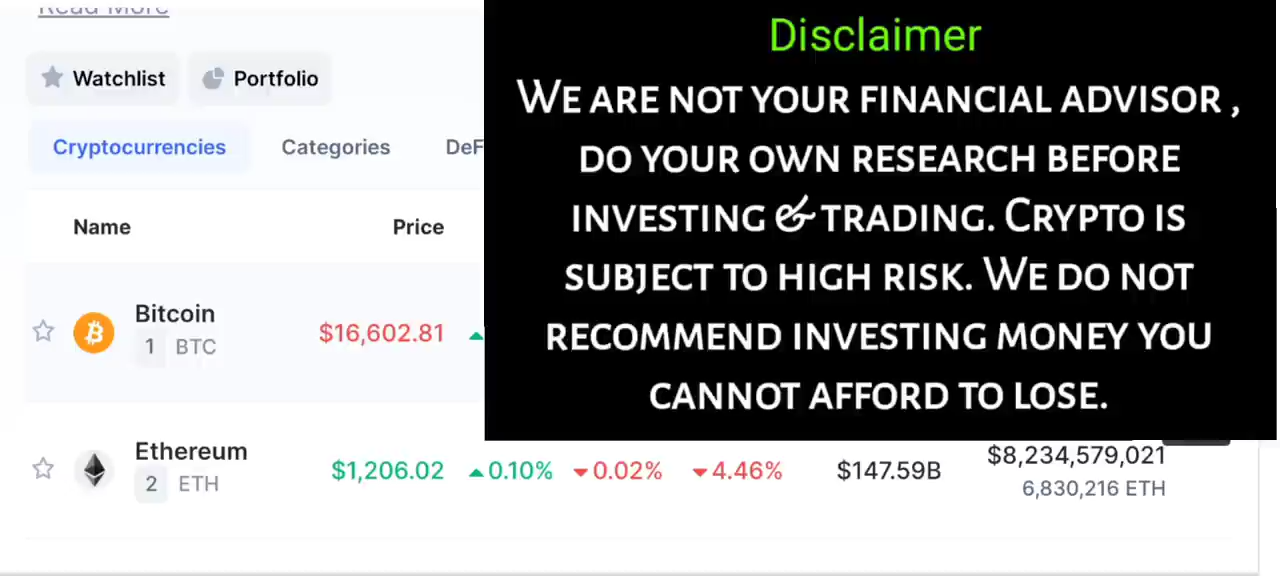 Read More
Watchlist
Portfolio
Cryptocurrencies
Categories
DeF
Name
Price
Bitcoin
1 BTC
$16,602.81
Ethereum
2 ETH
$1,206.02
0.10%
0.02%
4.46%
$147.59B
$8,234,579,021
6,830,216 ETH
Disclaimer
WE ARE NOT YOUR FINANCIAL ADVISOR ,
DO YOUR OWN RESEARCH BEFORE
INVESTING & TRADING. CRYPTO IS
SUBJECT TO HIGH RISK. WE DO NOT
RECOMMEND INVESTING MONEY YOU
CANNOT AFFORD TO LOSE.